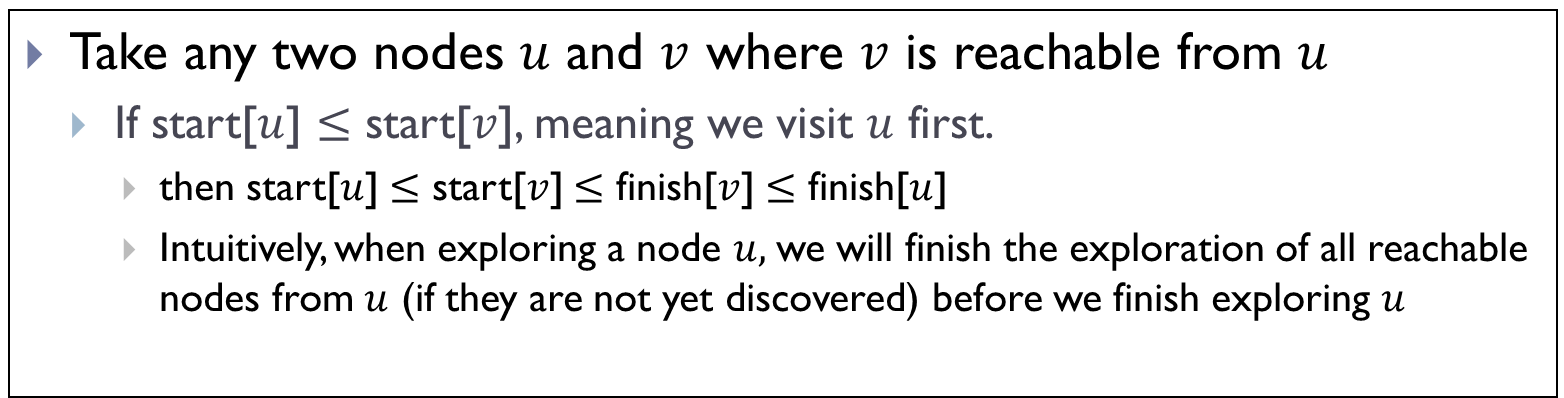 Take any two nodes 𝑢 and 𝑣 where 𝑣 is reachable from 𝑢
If start[𝑢] ≤ start[𝑣], meaning we visit 𝑢 first.
then start[𝑢] ≤ start[𝑣] ≤ finish[𝑣] ≤ finish[𝑢]
Intuitively, when exploring a node 𝑢, we will finish the exploration of all reachable
nodes from 𝑢 (if they are not yet discovered) before we finish exploring 𝑢